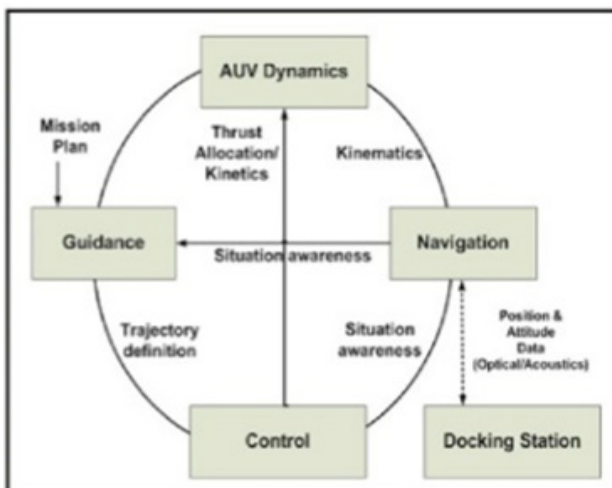 AUV Dynamics
Mission
Plan
Thrust
Allocation/
Kinetics
Kinematics
Guidance
Situation awareness
Navigation
Trajectory
definition
Situation
awareness
Position &
Attitude
Data
(Optical/Acoustics)
Control
Docking Station